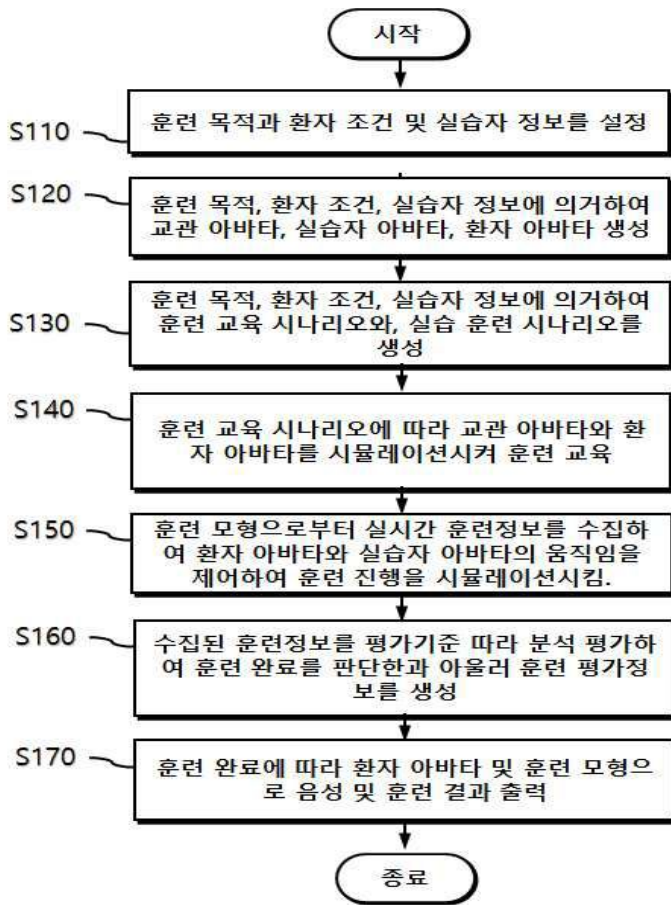 시작
S110
훈련 목적과 환자 조건 및 실습자 정보를 설정
S120
훈련 목적, 환자 조건, 실습자 정보에 의거하여
교관 아바타, 실습자 아바타, 환자 아바타 생성
S130
훈련 목적, 환자 조건, 실습자 정보에 의거하여
훈련 교육 시나리오와, 실습 훈련 시나리오를
생성
S140
훈련 교육 시나리오에 따라 교관 아바타와 환
자 아바타를 시뮬레이션시켜 훈련 교육
S150
훈련 모형으로부터 실시간 훈련정보를 수집하
여 환자 아바타와 실습자 아바타의 움직임을
제어하여 훈련 진행을 시뮬레이션시킴.
S160
수집된 훈련정보를 평가기준 따라 분석 평가하
여 훈련 완료를 판단한과 아울러 훈련 평가정
보를 생성
S170
훈련 완료에 따라 환자 아바타 및 훈련 모형으
로 음성 및 훈련 결과 출력
종료